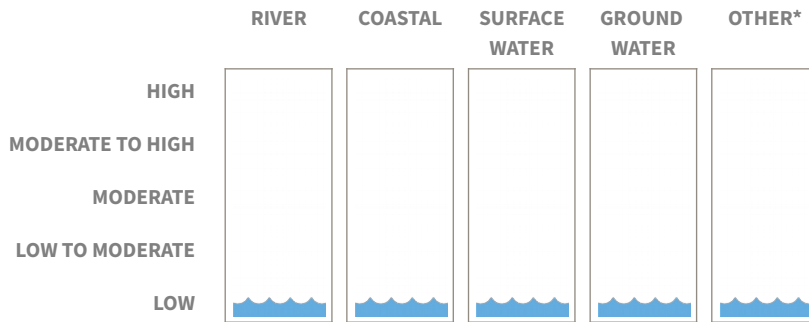 RIVER COASTAL SURFACE WATER GROUND WATER OTHER*
HIGH
MODERATE TO HIGH
MODERATE
LOW TO MODERATE
LOW